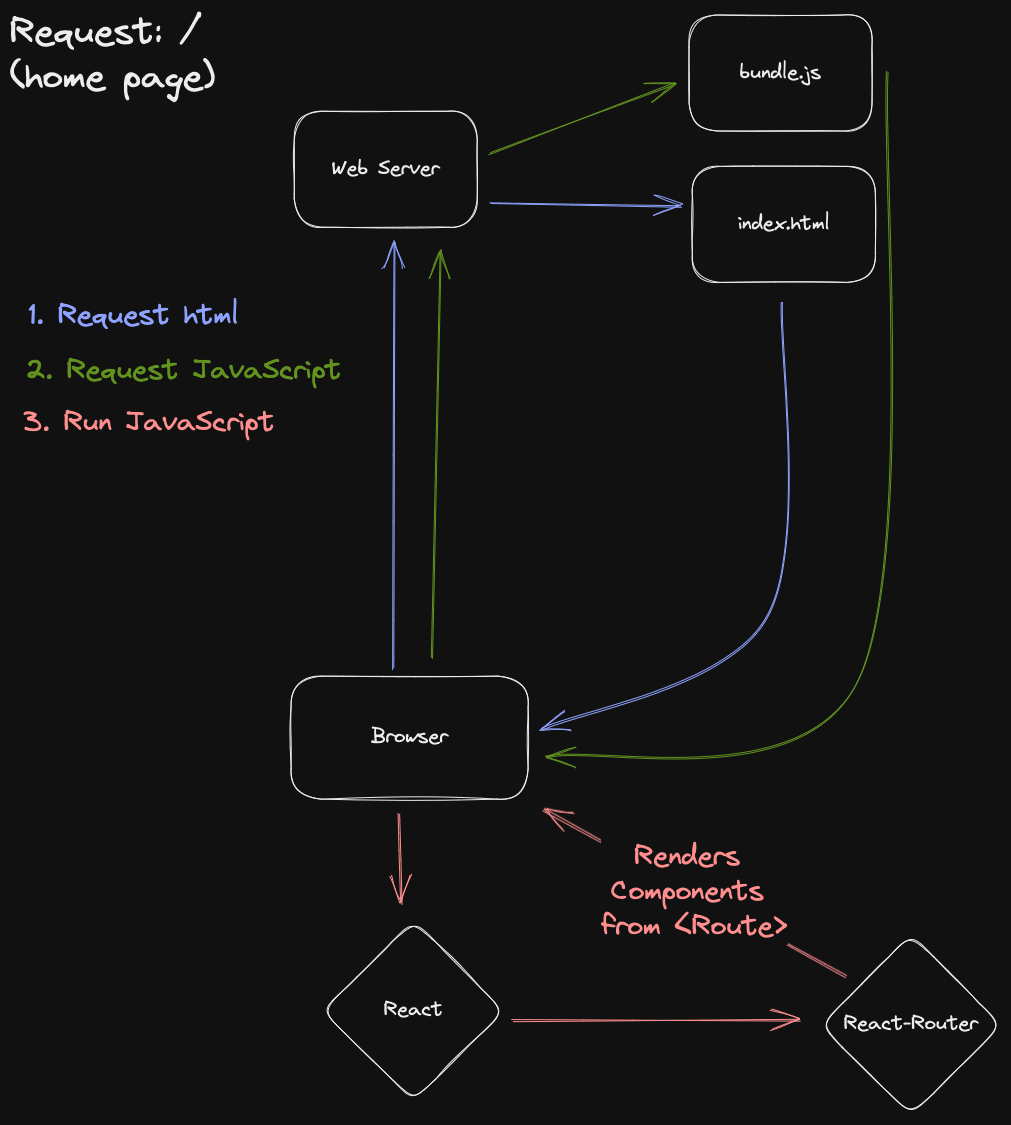 Request: /
(home page)
bundle.js
Web Server
index.html
1. Request html
2. Request JavaScript
3. Run JavaScript
Browser
Renders
Components
from <Route>
React
React-Router